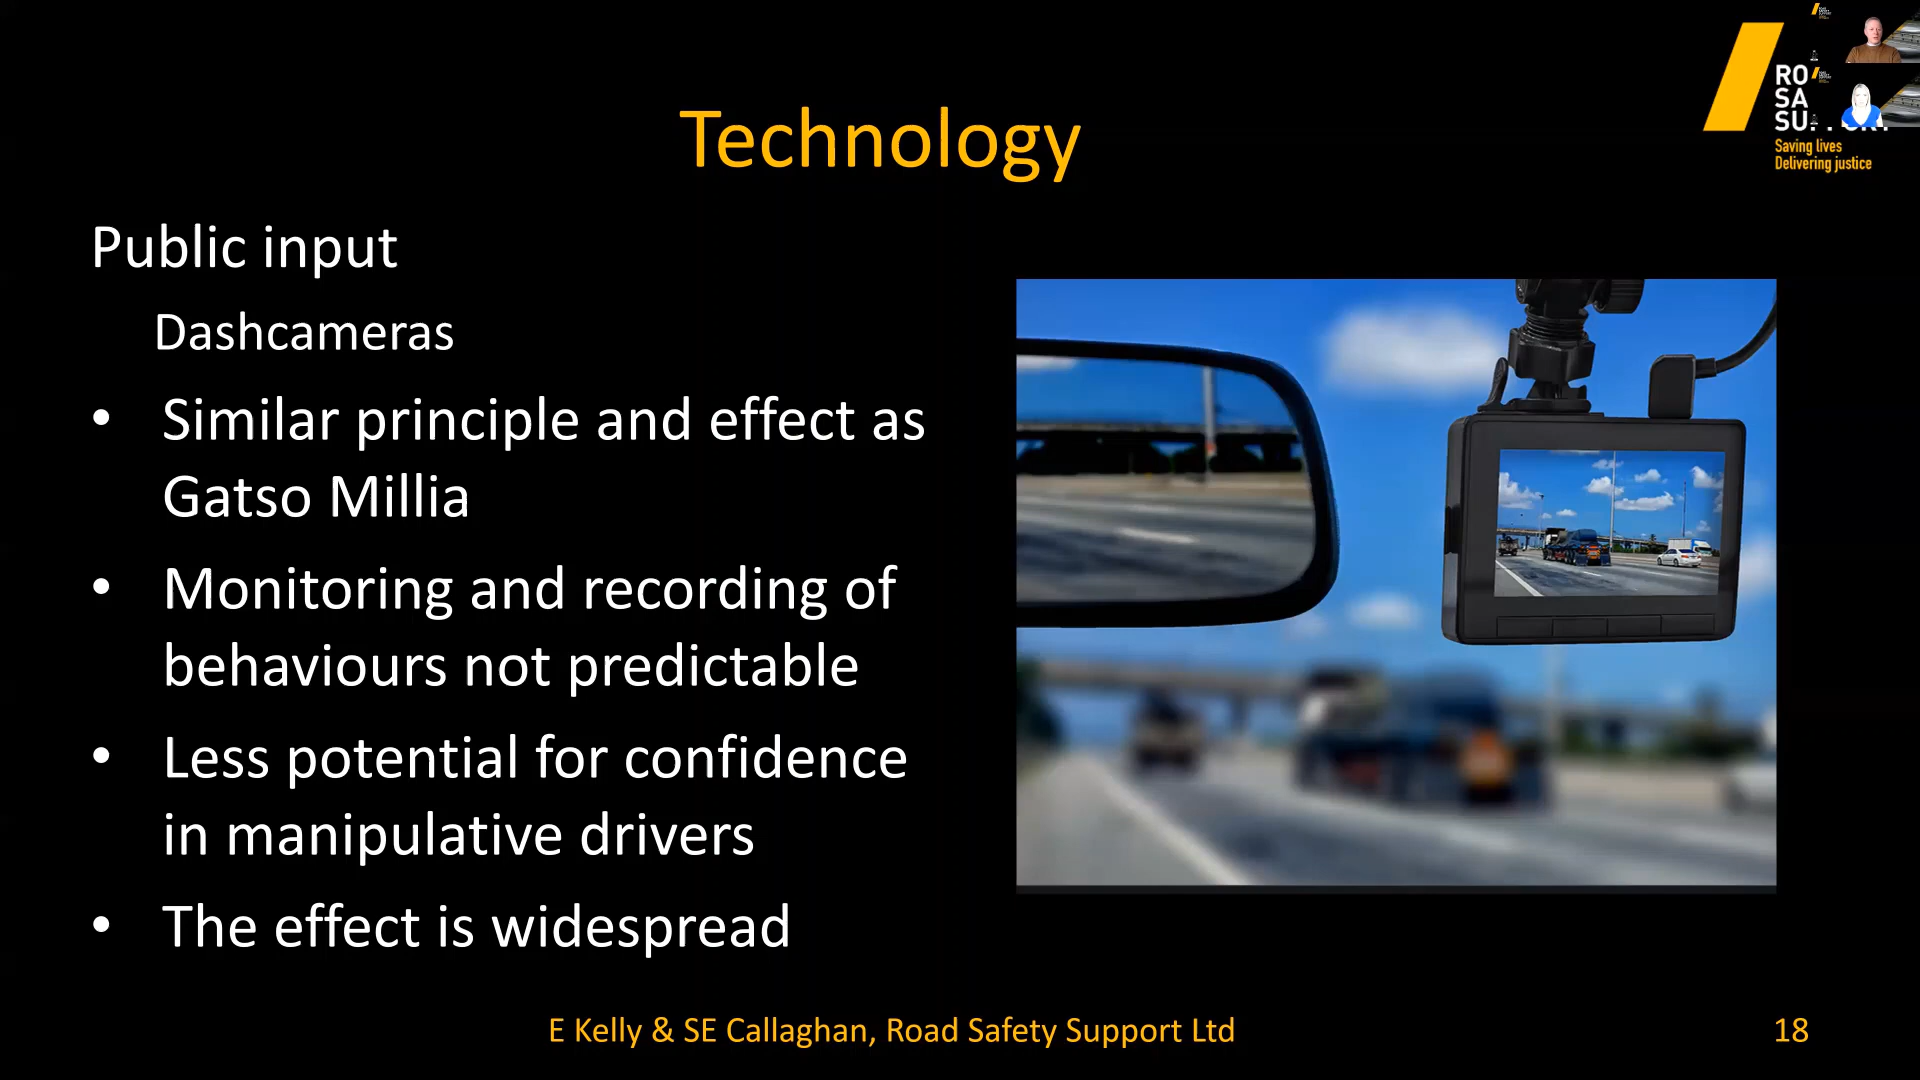 Technology
RO
SA
SU
Saving lives
Delivering justice
Public input
Dashcameras
• Similar principle and effect as
Gatso Millia
• Monitoring and recording of
behaviours not predictable
• Less potential for confidence
in manipulative drivers
• The effect is widespread
E Kelly & SE Callaghan, Road Safety Support Ltd
18